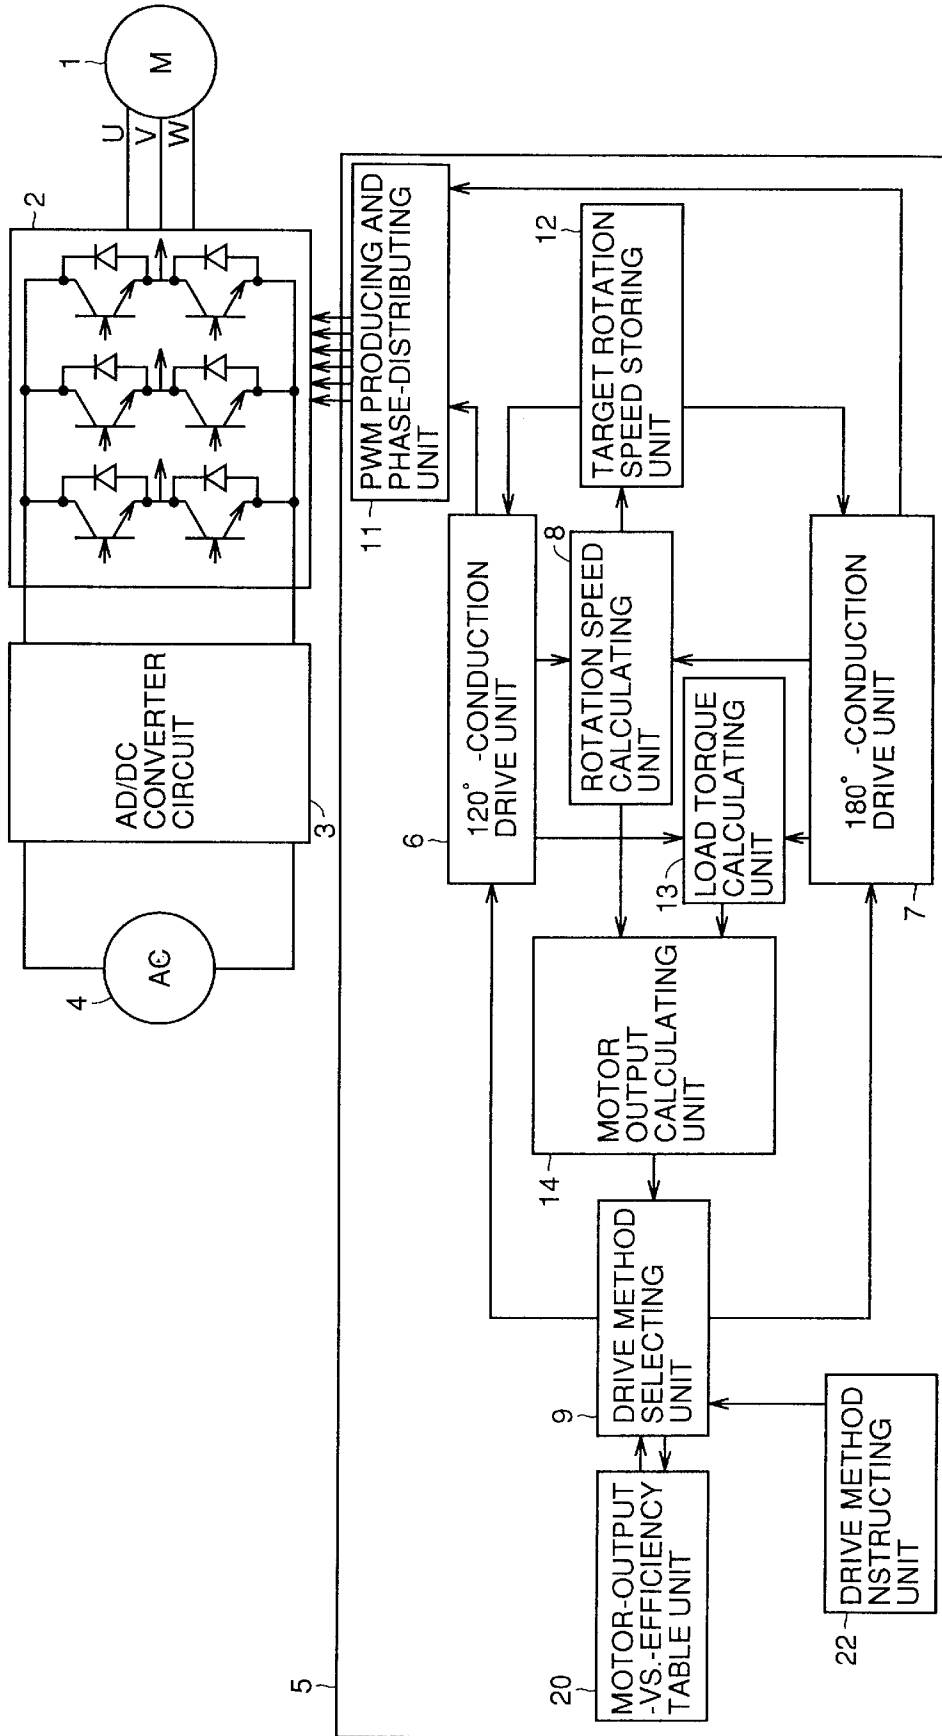 4
AC
AD/DC
CONVERTER
CIRCUIT
3
2
U
V
W
1
M
5
20
MOTOR-OUTPUT
-VS.-EFFICIENCY
TABLE UNIT
9
DRIVE METHOD
SELECTING
UNIT
22
DRIVE METHOD
NSTRUCTING
UNIT
14
MOTOR
OUTPUT
CALCULATING
UNIT
6
120° -CONDUCTION
DRIVE UNIT
8
ROTATION SPEED
CALCULATING
UNIT
13
LOAD TORQUE
CALCULATING
UNIT
7
180° -CONDUCTION
DRIVE UNIT
11
PWM PRODUCING AND
PHASE-DISTRIBUTING
UNIT
12
TARGET ROTATION
SPEED STORING
UNIT